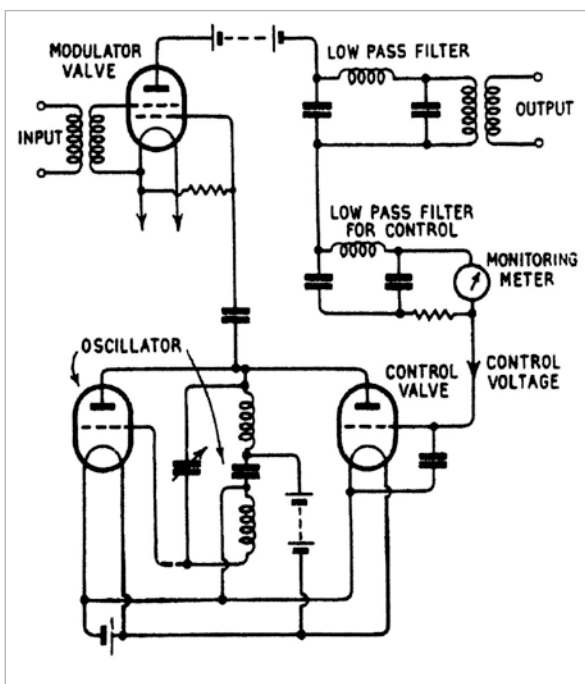 MODULATOR
VALVE
LOW PASS FILTER
INPUT
OUTPUT
LOW PASS FILTER
FOR CONTROL
MONITORING
METER
OSCILLATOR
CONTROL
VALVE
CONTROL
VOLTAGE